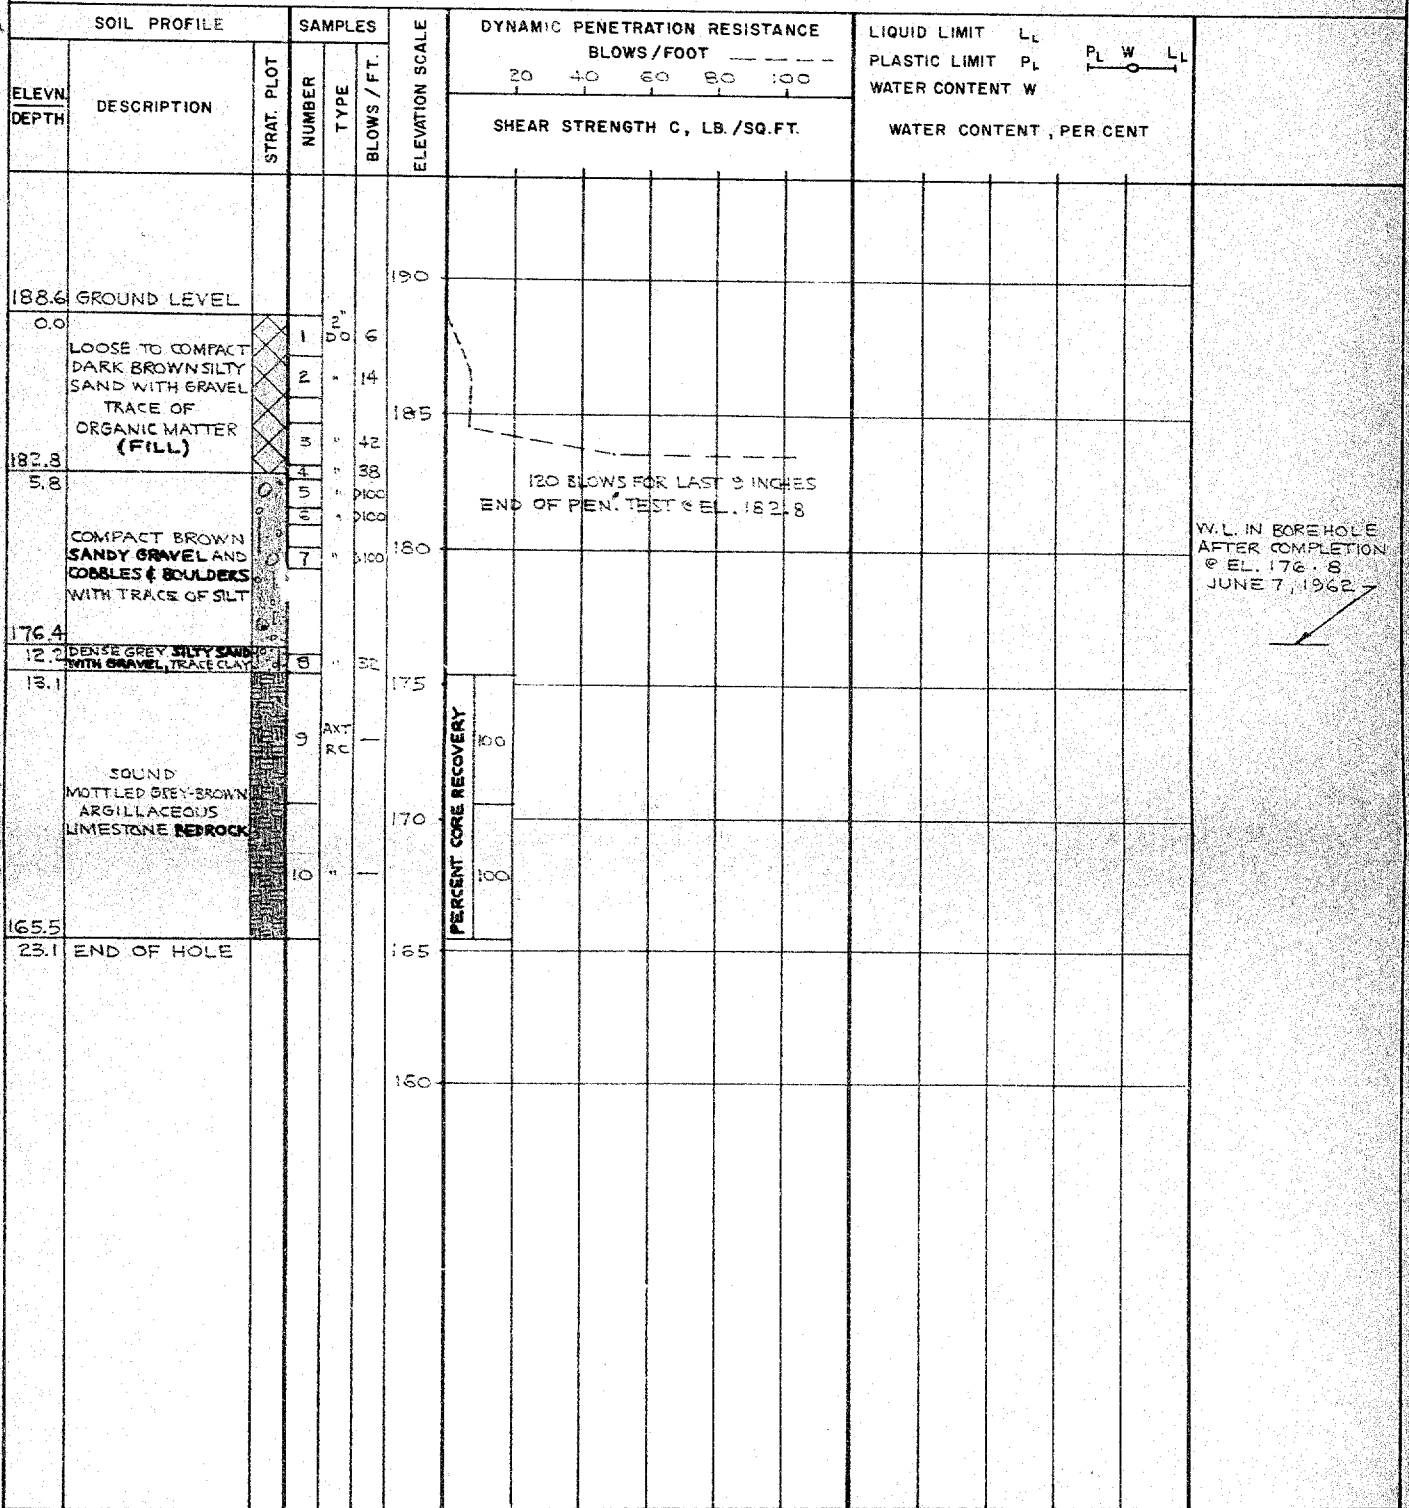 SOIL PROFILE
SAMPLES
ELEVN.
DEPTH
DESCRIPTION
STRAT. PLOT
NUMBER
TYPE
BLOWS / FT.
ELEVATION SCALE
DYNAMIC PENETRATION RESISTANCE
BLOWS / FOOT
20 40 60 80 100
SHEAR STRENGTH C, LB./SQ.FT.
LIQUID LIMIT LL
PLASTIC LIMIT PL
WATER CONTENT W
PL W LL
WATER CONTENT, PER CENT
190
188.6 GROUND LEVEL
0.0
LOOSE TO COMPACT
DARK BROWN SILTY
SAND WITH GRAVEL
TRACE OF
ORGANIC MATTER
(FILL)
1 2" DO 6
2 " 14
185
3 " 42
182.8
5.8
4 " 38
5 " >100
6 " >100
7 " >100
120 BLOWS FOR LAST 9 INCHES
END OF PEN. TEST @ EL. 182.8
180
COMPACT BROWN
SANDY GRAVEL AND
COBBLES & BOULDERS
WITH TRACE OF SILT
W.L. IN BOREHOLE
AFTER COMPLETION
@ EL. 176.8
JUNE 7, 1962
176.4
12.2 DENSE GREY SILTY SAND
WITH GRAVEL, TRACE CLAY
8 " 32
13.1
175
9 AXT RC —
PERCENT CORE RECOVERY
100
SOUND
MOTTLED GREY-BROWN
ARGILLACEOUS
LIMESTONE BEDROCK
170
10 " —
100
165.5
23.1 END OF HOLE
165
160